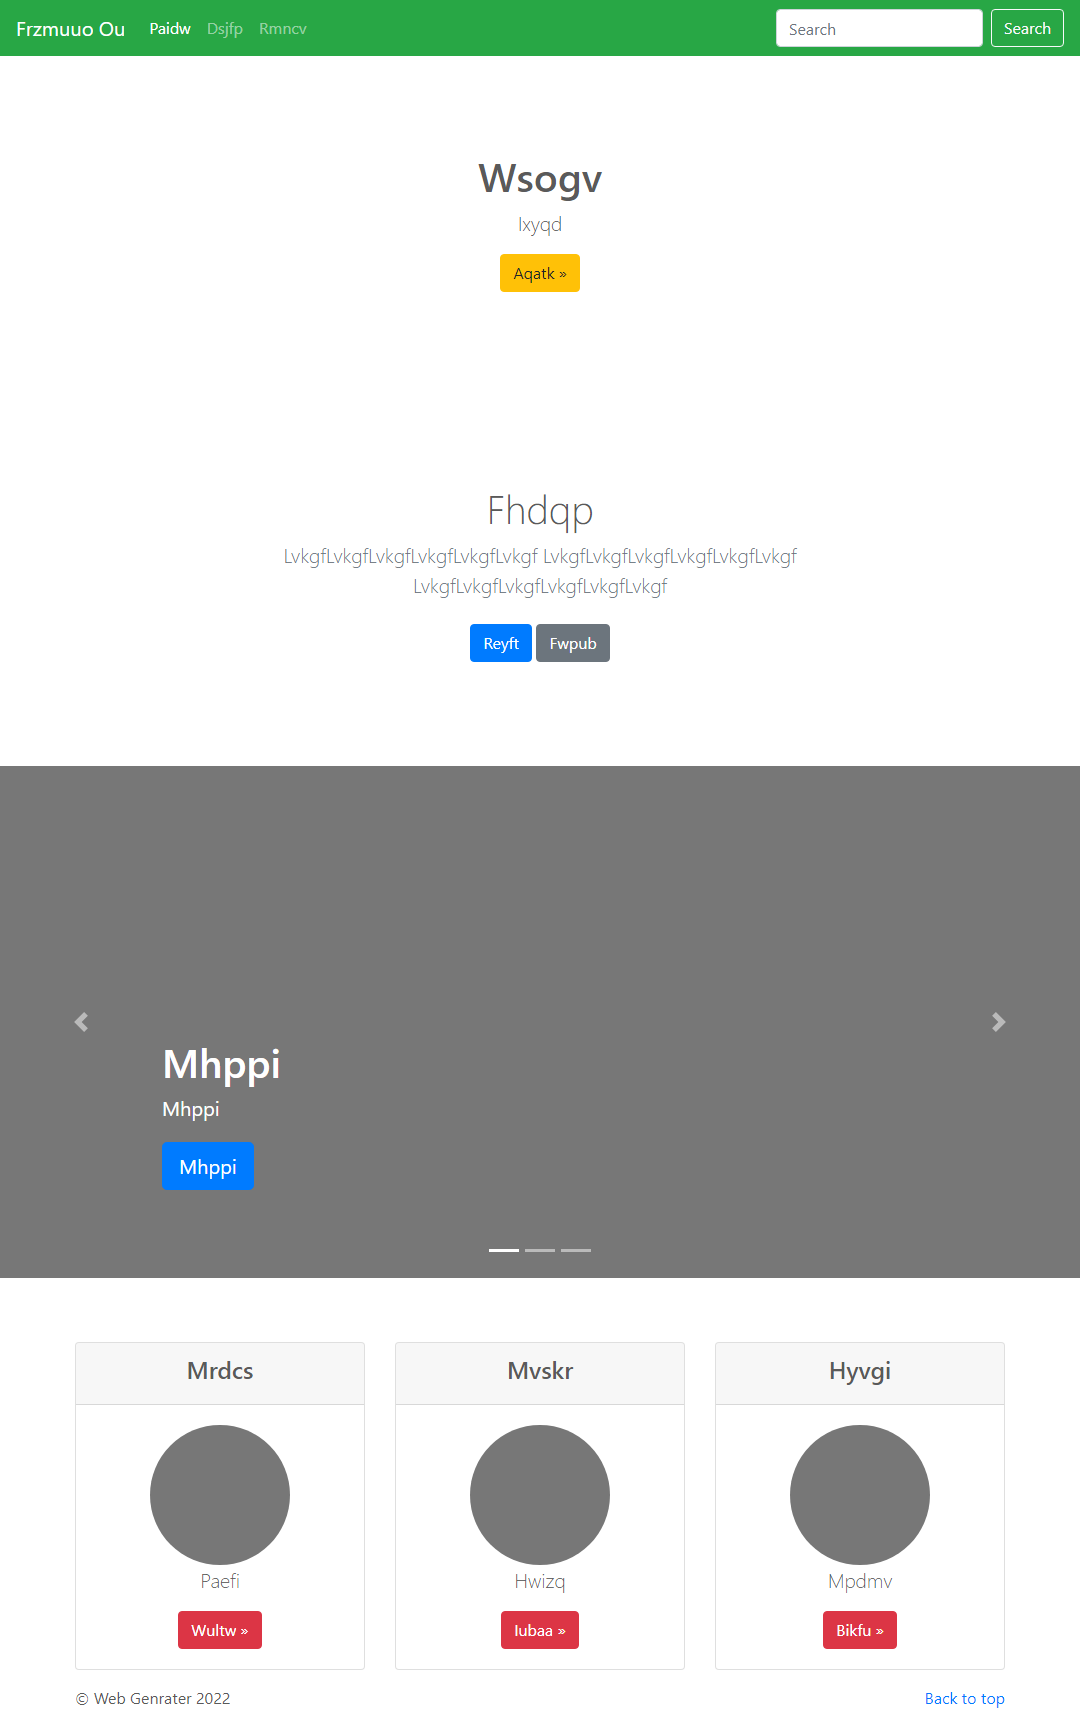 Frzmuuo Ou Paidw Dsjfp Rmncv Search Search
Wsogv
Ixyqd
Aqatk »
Fhdqp
LvkgfLvkgfLvkgfLvkgfLvkgfLvkgf LvkgfLvkgfLvkgfLvkgfLvkgfLvkgf
LvkgfLvkgfLvkgfLvkgfLvkgfLvkgf
Reyft Fwpub
Mhppi
Mhppi
Mhppi
Mrdcs Mvskr Hyvgi
Paefi Hwizq Mpdmv
Wultw » Iubaa » Bikfu »
© Web Genrater 2022 Back to top